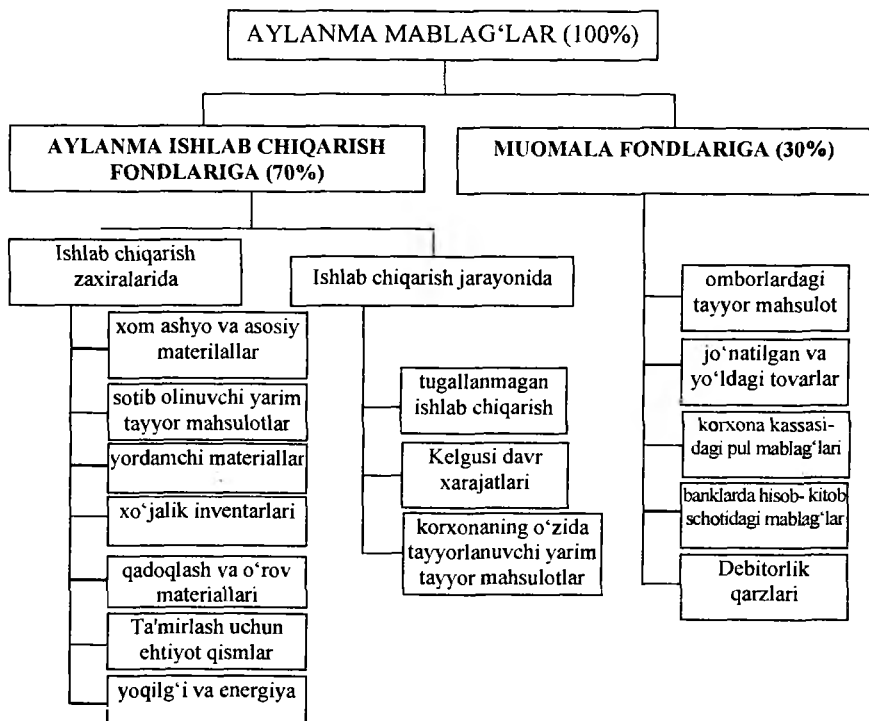 AYLANMA MABLAG‘LAR (100%)
AYLANMA ISHLAB CHIQARISH
FONDLARIGA (70%)
MUOMALA FONDLARIGA (30%)
Ishlab chiqarish
zaxiralarida
Ishlab chiqarish jarayonida
xom ashyo va asosiy
materilallar
sotib olinuvchi yarim
tayyor mahsulotlar
yordamchi materiallar
xo‘jalik inventarlari
qadoqlash va o‘rov
materiallari
Ta'mirlash uchun
ehtiyot qismlar
yoqilg‘i va energiya
tugallanmagan
ishlab chiqarish
Kelgusi davr
xarajatlari
korxonaning o‘zida
tayyorlanuvchi yarim
tayyor mahsulotlar
omborlardagi
tayyor mahsulot
jo‘natilgan va
yo‘ldagi tovarlar
korxona kassasi-
dagi pul mablag‘lari
banklarda hisob- kitob
schotidagi mablag‘lar
Debitorlik
qarzlari